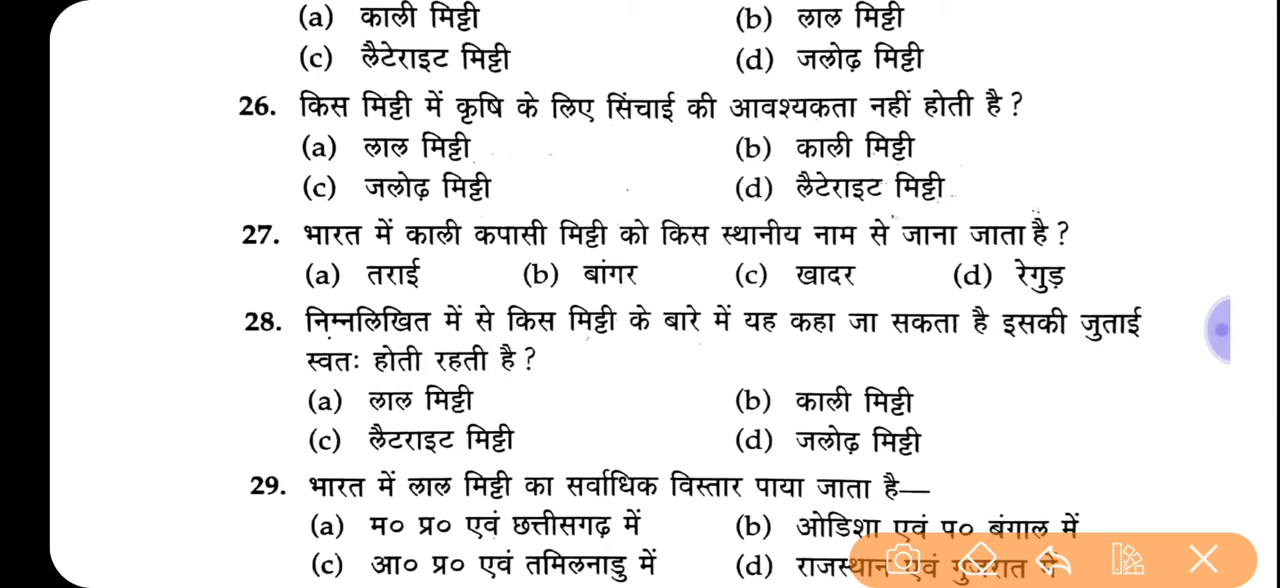 (a) काली मिट्टी (b) लाल मिट्टी
(c) लैटेराइट मिट्टी (d) जलोढ़ मिट्टी
26. किस मिट्टी में कृषि के लिए सिंचाई की आवश्यकता नहीं होती है ?
(a) लाल मिट्टी (b) काली मिट्टी
(c) जलोढ़ मिट्टी (d) लैटेराइट मिट्टी
27. भारत में काली कपासी मिट्टी को किस स्थानीय नाम से जाना जाता है ?
(a) तराई (b) बांगर (c) खादर (d) रेगुड़
28. निम्नलिखित में से किस मिट्टी के बारे में यह कहा जा सकता है इसकी जुताई
स्वतः होती रहती है ?
(a) लाल मिट्टी (b) काली मिट्टी
(c) लैटराइट मिट्टी (d) जलोढ़ मिट्टी
29. भारत में लाल मिट्टी का सर्वाधिक विस्तार पाया जाता है—
(a) म० प्र० एवं छत्तीसगढ़ में (b) ओडिशा एवं प० बंगाल में
(c) आ० प्र० एवं तमिलनाडु में (d) राजस्थान एवं गुजरात में